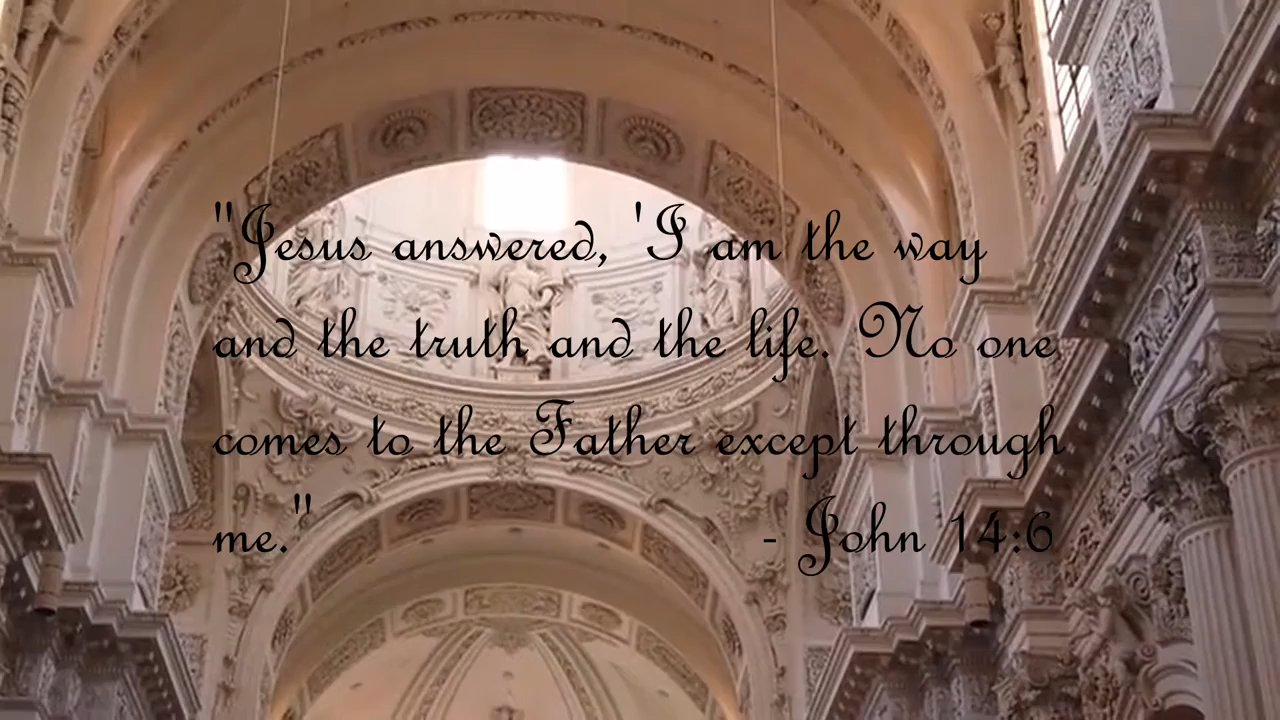 "Jesus answered, 'I am the way
and the truth and the life. No one
comes to the Father except through
me." - John 14:6